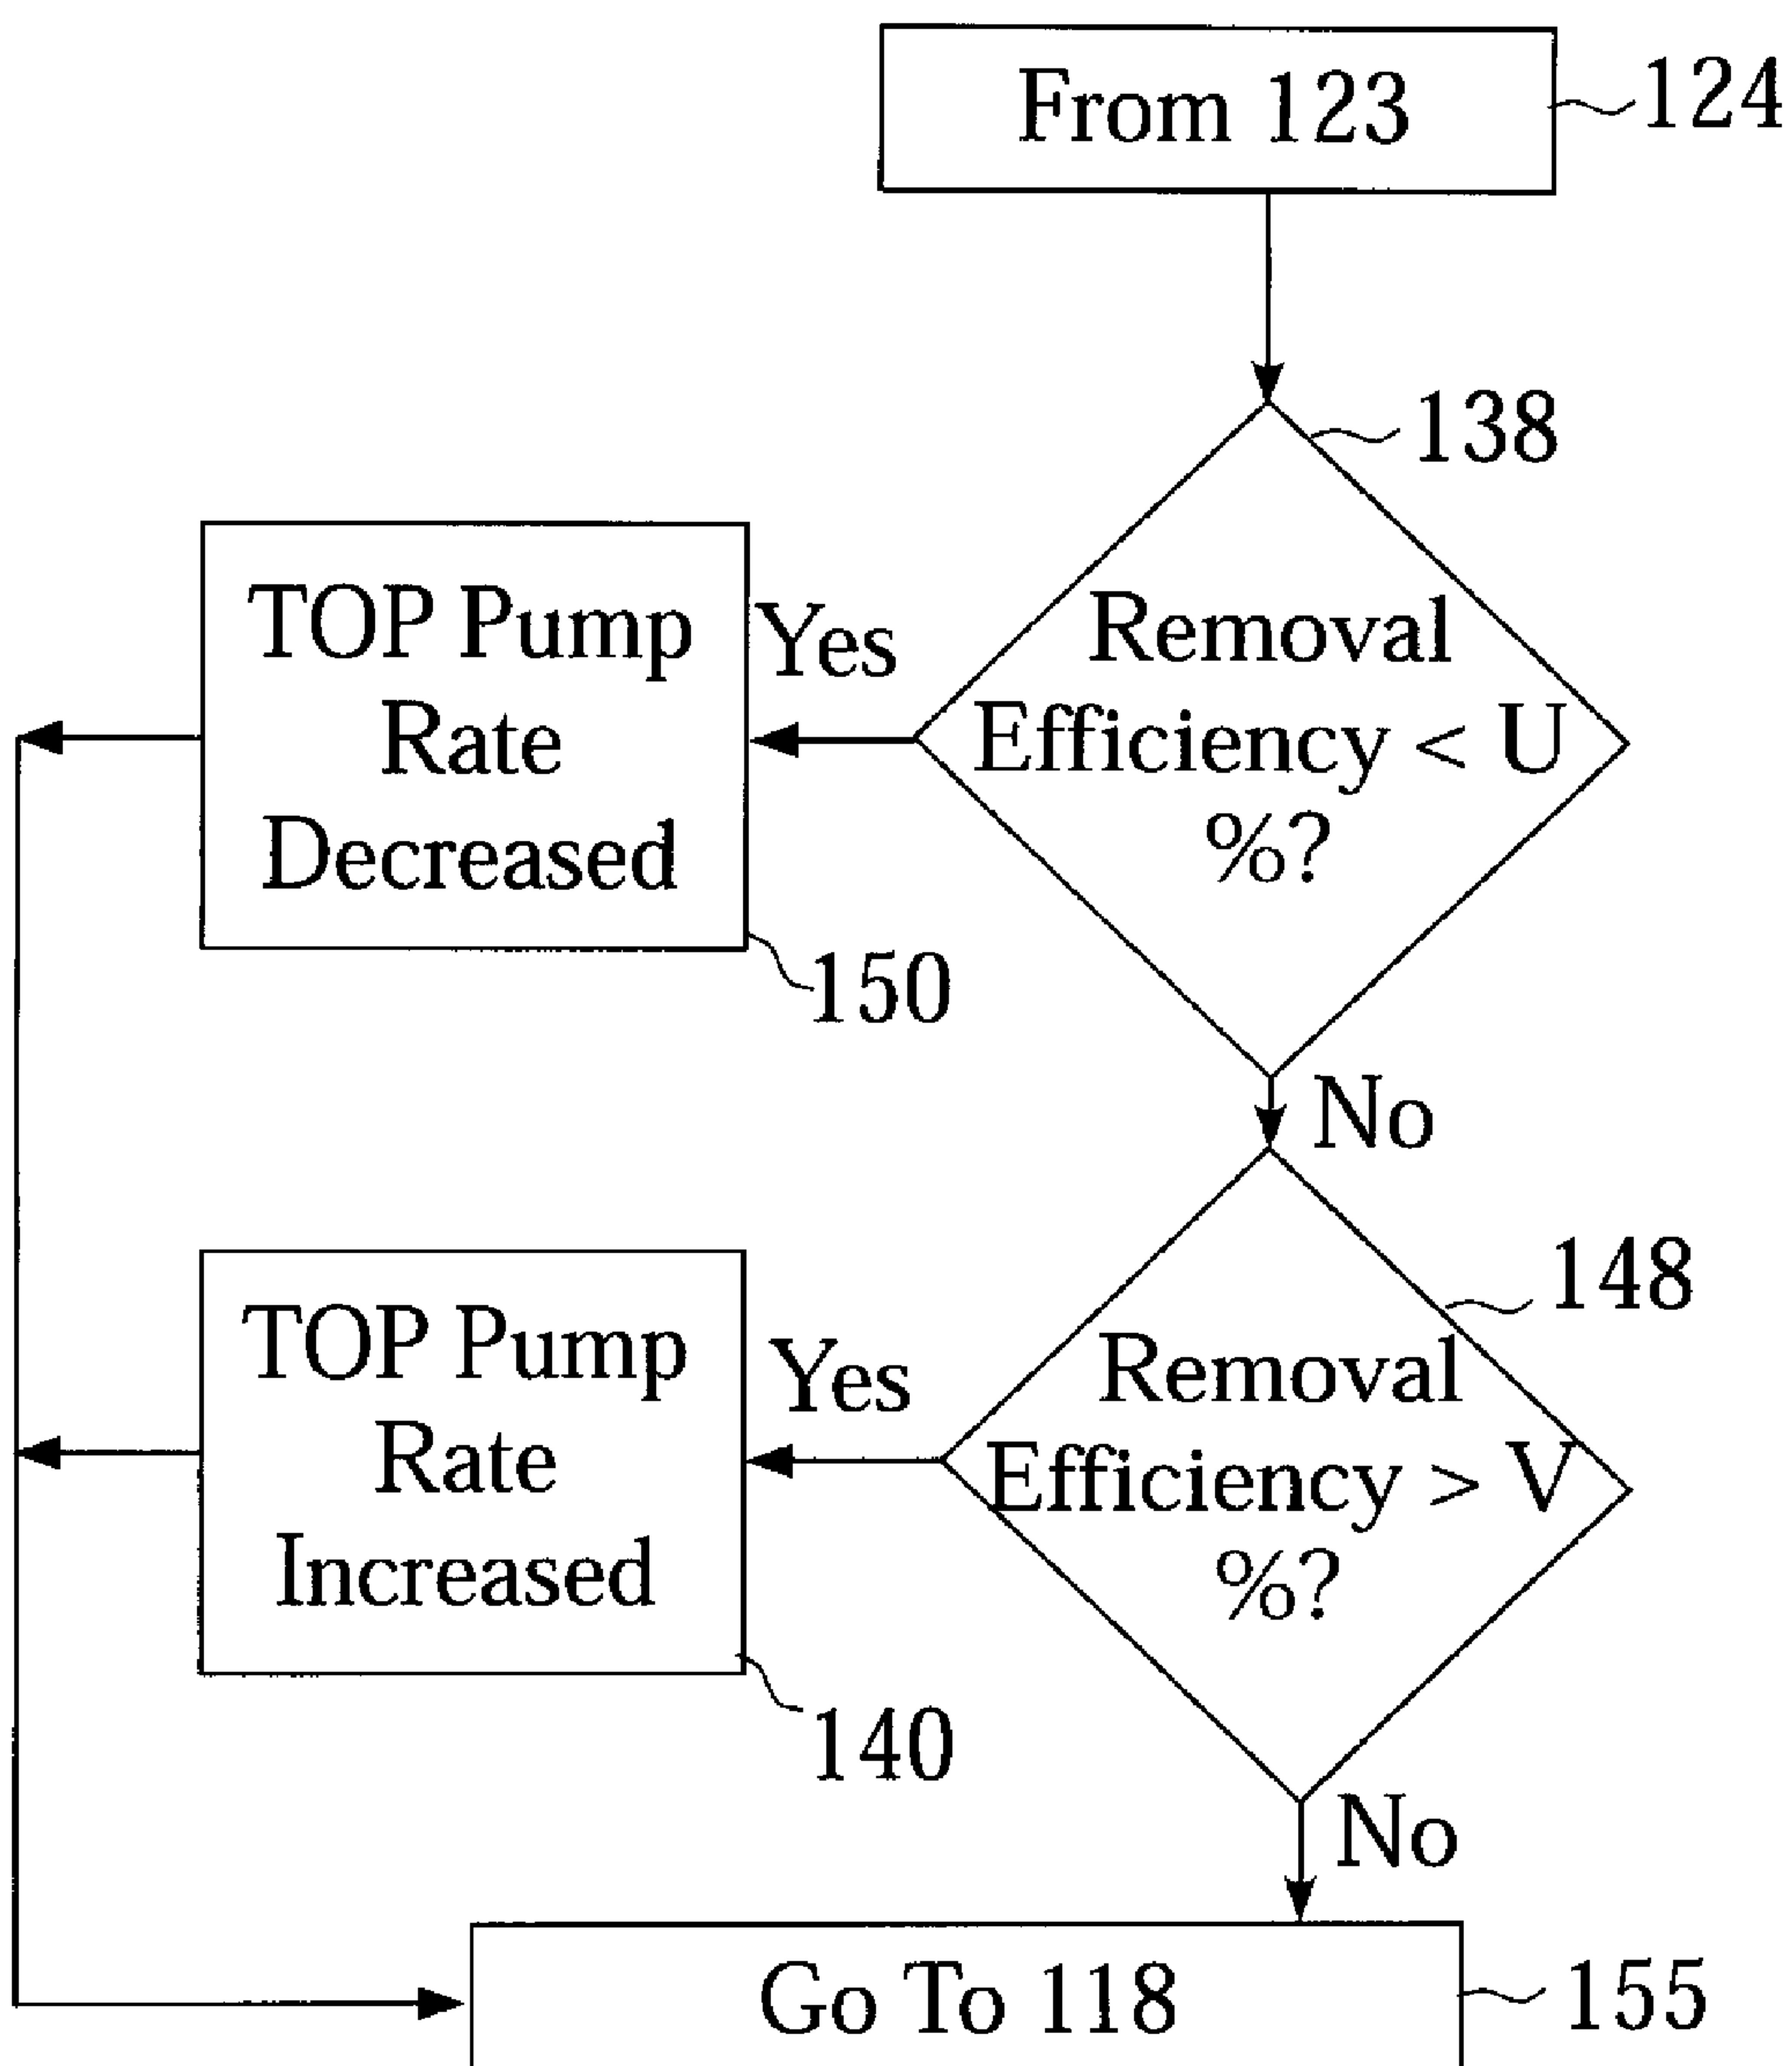 From 123
124
138
Removal
Efficiency < U
%?
Yes
TOP Pump
Rate
Decreased
150
No
148
Removal
Efficiency > V
%?
Yes
TOP Pump
Rate
Increased
140
No
Go To 118
155